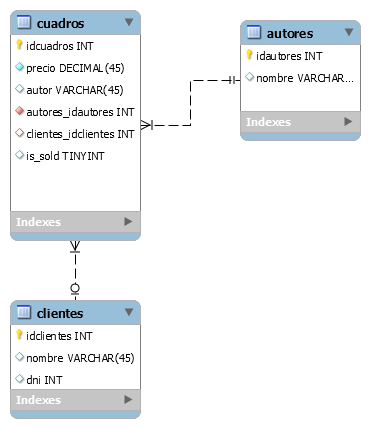 cuadros
idcuadros INT
precio DECIMAL(45)
autor VARCHAR(45)
autores_idautores INT
clientes_idclientes INT
is_sold TINYINT
Indexes
autores
idautores INT
nombre VARCHAR...
Indexes
clientes
idclientes INT
nombre VARCHAR(45)
dni INT
Indexes